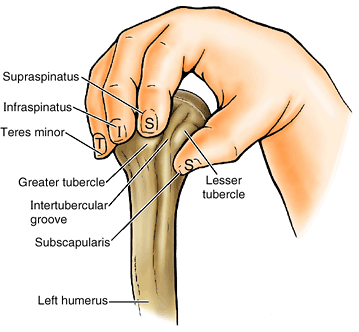 Supraspinatus
Infraspinatus
Teres minor
T
I
S
S
Greater tubercle
Lesser
tubercle
Intertubercular
groove
Subscapularis
Left humerus